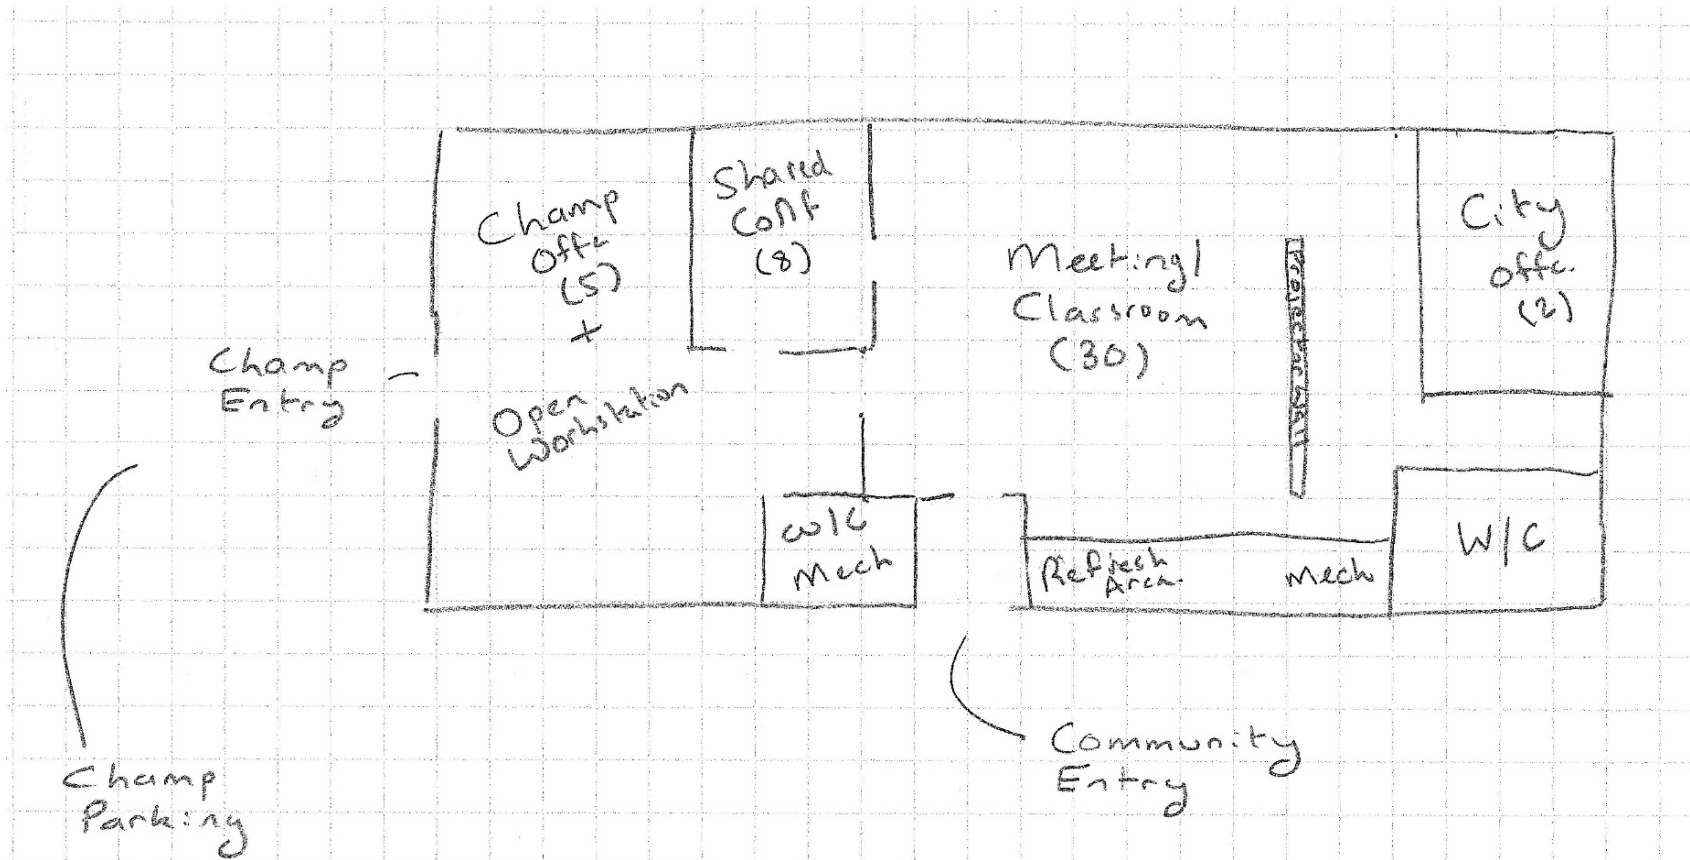 Champ
Offc
(5)
+
Open
Workstation
Shared
Conf
(8)
Meeting/
Classroom
(30)
City
Offc.
(2)
Champ
Entry
W/C
Mech
Refresh
Area.
Mech
W/C
Community
Entry
Champ
Parking